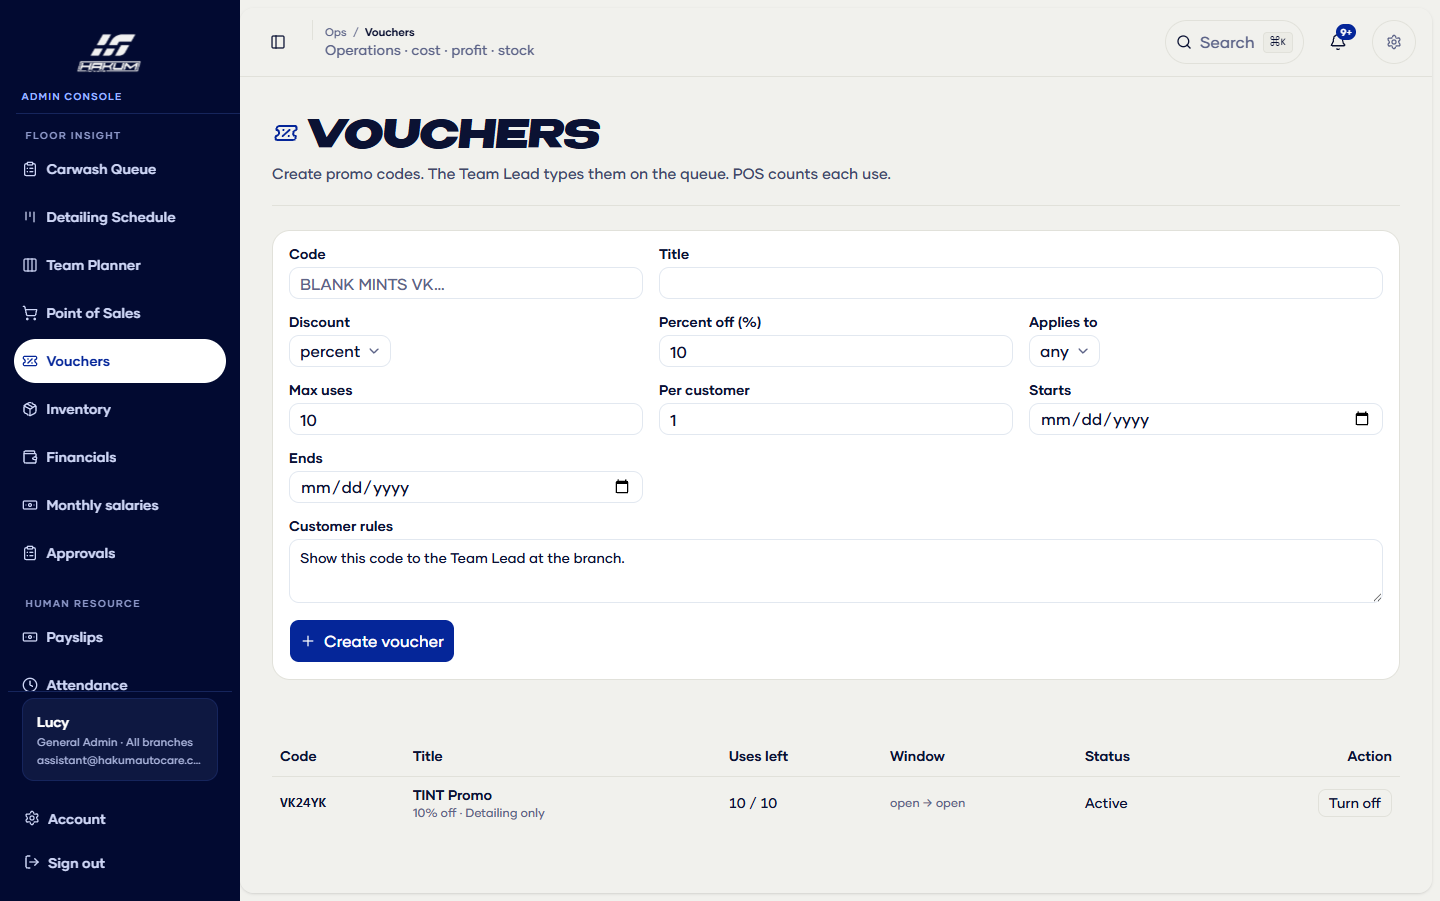 HAKUM
ADMIN CONSOLE
FLOOR INSIGHT
Carwash Queue
Detailing Schedule
Team Planner
Point of Sales
Vouchers
Inventory
Financials
Monthly salaries
Approvals
HUMAN RESOURCE
Payslips
Attendance
Lucy
General Admin · All branches
assistant@hakumautocare.c...
Account
Sign out
Ops / Vouchers
Operations · cost · profit · stock
Search ⌘K
9+
VOUCHERS
Create promo codes. The Team Lead types them on the queue. POS counts each use.
Code
BLANK MINTS VK...
Title
Discount
percent
Percent off (%)
10
Applies to
any
Max uses
10
Per customer
1
Starts
mm/dd/yyyy
Ends
mm/dd/yyyy
Customer rules
Show this code to the Team Lead at the branch.
+ Create voucher
Code Title Uses left Window Status Action
VK24YK TINT Promo 10 / 10 open → open Active Turn off
10% off · Detailing only